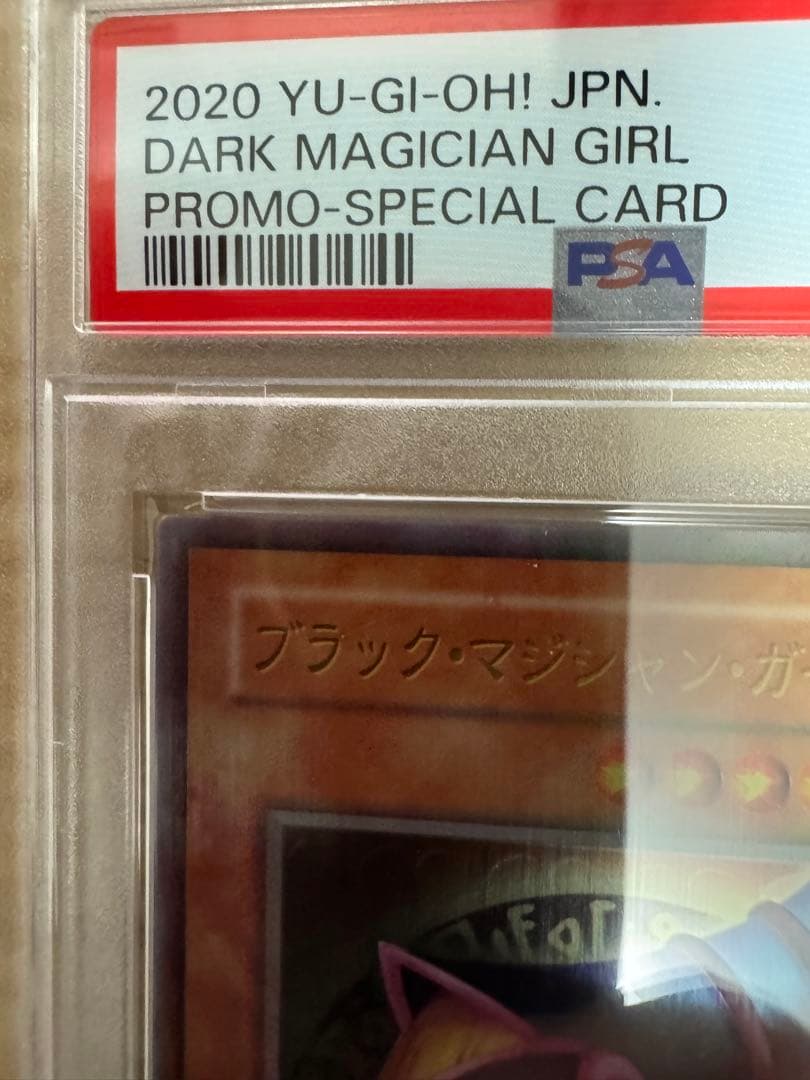 2020 YU-GI-OH! JPN.
DARK MAGICIAN GIRL
PROMO-SPECIAL CARD
PSA
ブラック・マジシャン・ガ